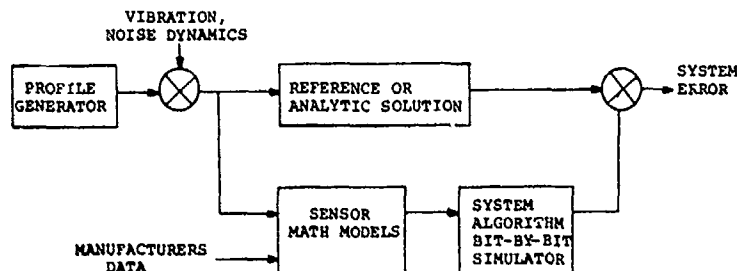 VIBRATION,
NOISE DYNAMICS
PROFILE
GENERATOR
REFERENCE OR
ANALYTIC SOLUTION
SYSTEM
ERROR
SENSOR
MATH MODELS
SYSTEM
ALGORITHM
BIT-BY-BIT
SIMULATOR
MANUFACTURERS
DATA